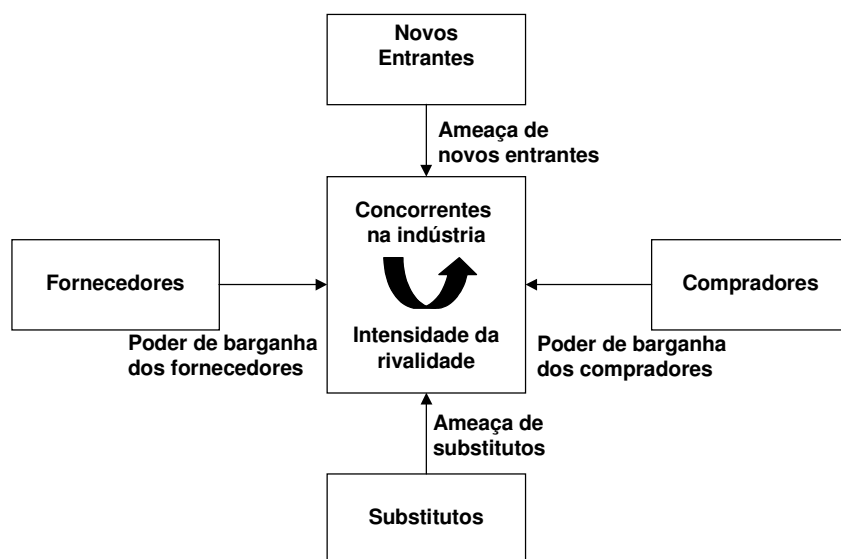 Novos
Entrantes
Ameaça de
novos entrantes
Concorrentes
na indústria
Fornecedores
Compradores
Poder de barganha
dos fornecedores
Intensidade da
rivalidade
Poder de barganha
dos compradores
Ameaça de
substitutos
Substitutos